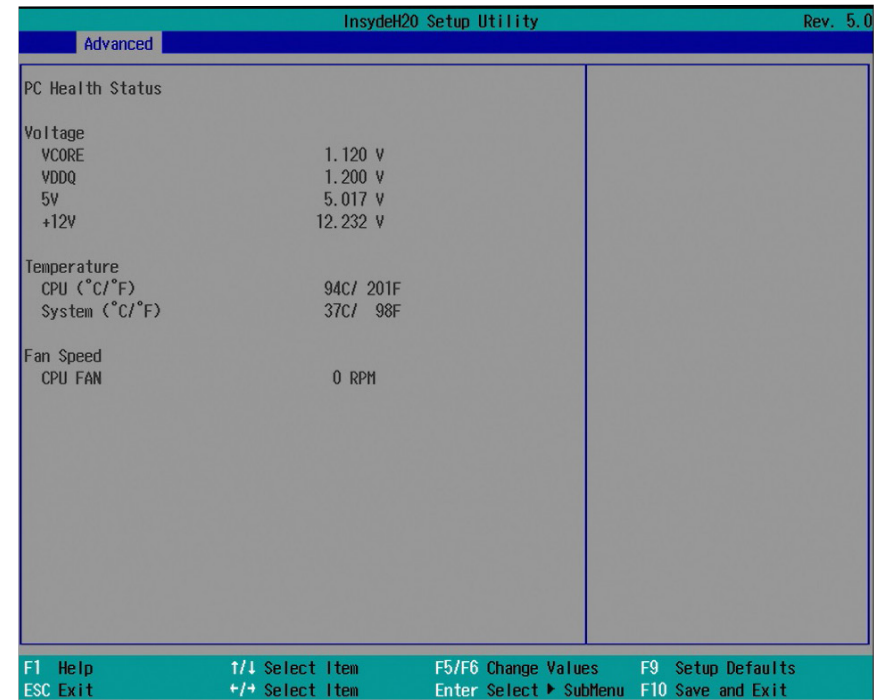 InsydeH20 Setup Utility Rev. 5.0
Advanced
PC Health Status
Voltage
VCORE 1.120 V
VDDQ 1.200 V
5V 5.017 V
+12V 12.232 V
Temperature
CPU (°C/°F) 94C/ 201F
System (°C/°F) 37C/ 98F
Fan Speed
CPU FAN 0 RPM
F1 Help ↑/↓ Select Item F5/F6 Change Values F9 Setup Defaults
ESC Exit ←/→ Select Item Enter Select ▶ SubMenu F10 Save and Exit